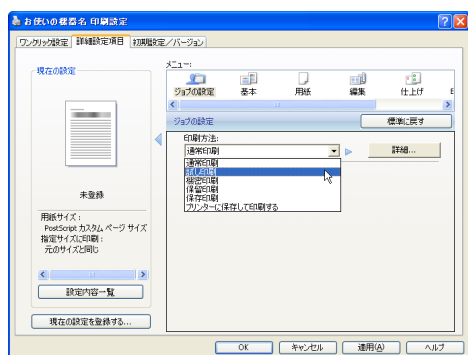 お使いの機器名 印刷設定
ワンクリック設定 詳細設定項目 初期設定／バージョン
現在の設定
メニュー:
ジョブの設定 基本 用紙 編集 仕上げ
ジョブの設定 標準に戻す
印刷方法:
通常印刷 詳細...
通常印刷
試し印刷
機密印刷
保留印刷
保存印刷
プリンターに保存して印刷する
未登録
用紙サイズ:
PostScript カスタム ページ サイズ
指定サイズに印刷:
元のサイズと同じ
設定内容一覧
現在の設定を登録する...
OK キャンセル 適用(A) ヘルプ